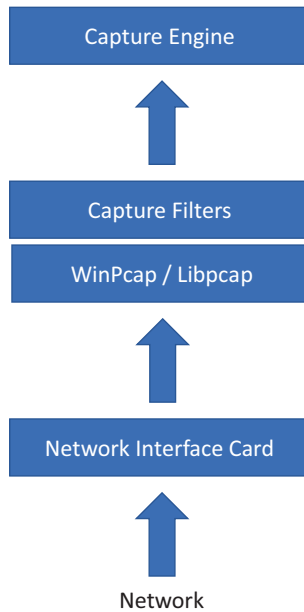 Capture Engine
Capture Filters
WinPcap / Libpcap
Network Interface Card
Network